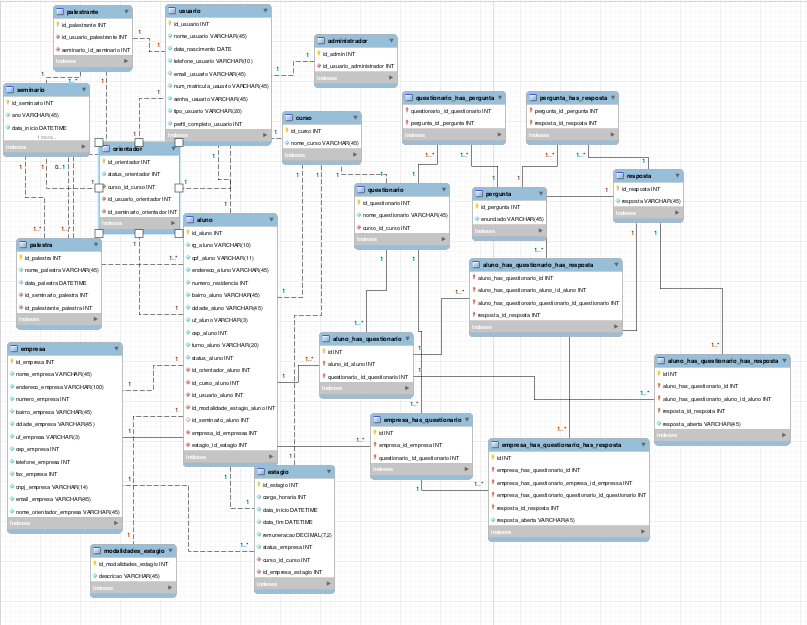 palestrante
id_palestrante INT
id_usuario_palestrante INT
seminario_id_seminario INT
Indexes
usuario
id_usuario INT
nome_usuario VARCHAR(45)
data_nascimento DATE
telefone_usuario VARCHAR(10)
email_usuario VARCHAR(45)
num_matricula_usuario VARCHAR(45)
senha_usuario VARCHAR(45)
tipo_usuario VARCHAR(20)
perfil_completo_usuario INT
Indexes
administrador
id_admin INT
id_usuario_administrador INT
Indexes
seminario
id_seminario INT
ano VARCHAR(45)
data_inicio DATETIME
1 more...
Indexes
orientador
id_orientador INT
status_orientador INT
curso_id_curso INT
id_usuario_orientador INT
id_seminario_orientador INT
Indexes
curso
id_curso INT
nome_curso VARCHAR(45)
Indexes
questionario_has_pergunta
questionario_id_questionario INT
pergunta_id_pergunta INT
Indexes
pergunta_has_resposta
pergunta_id_pergunta INT
resposta_id_resposta INT
Indexes
questionario
id_questionario INT
nome_questionario VARCHAR(45)
curso_id_curso INT
Indexes
pergunta
id_pergunta INT
enunciado VARCHAR(45)
Indexes
resposta
id_resposta INT
resposta VARCHAR(45)
Indexes
palestra
id_palestra INT
nome_palestra VARCHAR(45)
data_palestra DATETIME
id_seminario_palestra INT
id_palestrante_palestra INT
Indexes
aluno
id_aluno INT
rg_aluno VARCHAR(10)
cpf_aluno VARCHAR(11)
endereco_aluno VARCHAR(45)
numero_residencia INT
bairro_aluno VARCHAR(45)
cidade_aluno VARCHAR(45)
uf_aluno VARCHAR(3)
cep_aluno INT
turno_aluno VARCHAR(20)
status_aluno INT
id_orientador_aluno INT
id_curso_aluno INT
id_usuario_aluno INT
id_modalidade_estagio_aluno INT
id_seminario_aluno INT
empresa_id_empresas INT
estagio_id_estagio INT
Indexes
aluno_has_questionario_has_resposta
aluno_has_questionario_id INT
aluno_has_questionario_aluno_id_aluno INT
aluno_has_questionario_questionario_id_questionario INT
resposta_id_resposta INT
Indexes
empresa
id_empresa INT
nome_empresa VARCHAR(45)
endereco_empresa VARCHAR(100)
numero_empresa INT
bairro_empresa VARCHAR(45)
cidade_empresa VARCHAR(45)
uf_empresa VARCHAR(3)
cep_empresa INT
telefone_empresa INT
fax_empresa INT
cnpj_empresa VARCHAR(14)
email_empresa VARCHAR(45)
nome_orientador_empresa VARCHAR(45)
Indexes
aluno_has_questionario
id INT
aluno_id_aluno INT
questionario_id_questionario INT
Indexes
aluno_has_questionario_has_resposta
id INT
aluno_has_questionario_id INT
aluno_has_questionario_aluno_id_aluno INT
resposta_id_resposta INT
resposta_aberta VARCHAR(45)
Indexes
empresa_has_questionario
id INT
empresa_id_empresa INT
questionario_id_questionario INT
Indexes
empresa_has_questionario_has_resposta
id INT
empresa_has_questionario_id INT
empresa_has_questionario_empresa_id_empresa INT
empresa_has_questionario_questionario_id_questionario INT
resposta_id_resposta INT
resposta_aberta VARCHAR(45)
Indexes
estagio
id_estagio INT
carga_horaria INT
data_inicio DATETIME
data_fim DATETIME
remuneracao DECIMAL(7,2)
status_empresa INT
curso_id_curso INT
id_empresa_estagio INT
Indexes
modalidades_estagio
id_modalidades_estagio INT
descricao VARCHAR(45)
Indexes